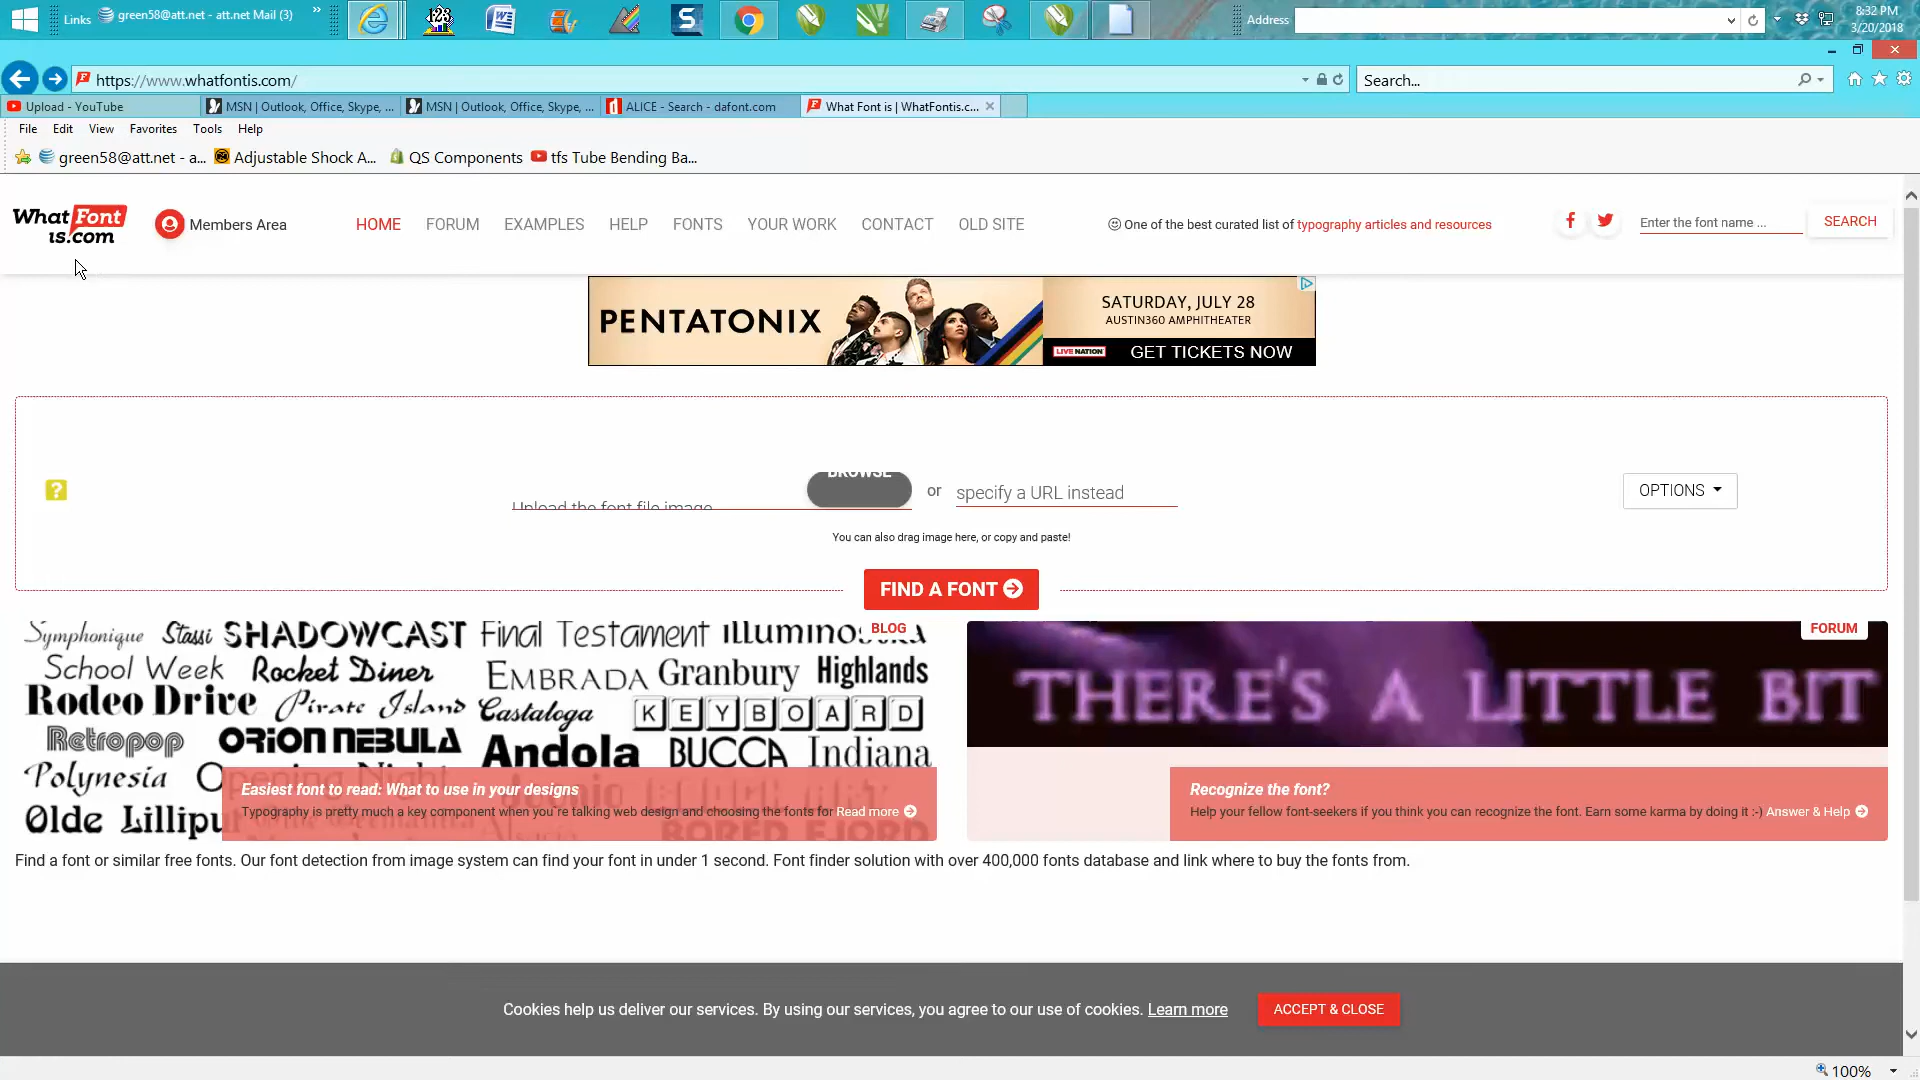 Links green58@att.net - att.net Mail (3) »
123
Address
8:32 PM
3/20/2018
https://www.whatfontis.com/
Search...
Upload - YouTube
MSN | Outlook, Office, Skype, ...
MSN | Outlook, Office, Skype, ...
ALICE - Search - dafont.com
What Font is | WhatFontis.c...
File Edit View Favorites Tools Help
green58@att.net - a...
Adjustable Shock A...
QS Components
tfs Tube Bending Ba...
What Font
is.com
Members Area
HOME FORUM EXAMPLES HELP FONTS YOUR WORK CONTACT OLD SITE
One of the best curated list of typography articles and resources
Enter the font name ...
SEARCH
PENTATONIX
SATURDAY, JULY 28
AUSTIN360 AMPHITHEATER
LIVE NATION
GET TICKETS NOW
BROWSE
Upload the font file image
or
specify a URL instead
OPTIONS
You can also drag image here, or copy and paste!
FIND A FONT
BLOG
Symphonique Stassi SHADOWCAST Final Testament
School Week Rocket Diner EMBRADA Granbury Highlands
Rodeo Drive Pirate Island Castaloga KEYBOARD
Retropop ORION NEBULA Andola BUCCA Indiana
Polynesia Opening Night
Olde Lillipu
BORED FJORD
Easiest font to read: What to use in your designs
Typography is pretty much a key component when you're talking web design and choosing the fonts for Read more
FORUM
THERE'S A LITTLE BIT
Recognize the font?
Help your fellow font-seekers if you think you can recognize the font. Earn some karma by doing it :-) Answer & Help
Find a font or similar free fonts. Our font detection from image system can find your font in under 1 second. Font finder solution with over 400,000 fonts database and link where to buy the fonts from.
Cookies help us deliver our services. By using our services, you agree to our use of cookies. Learn more
ACCEPT & CLOSE
100%